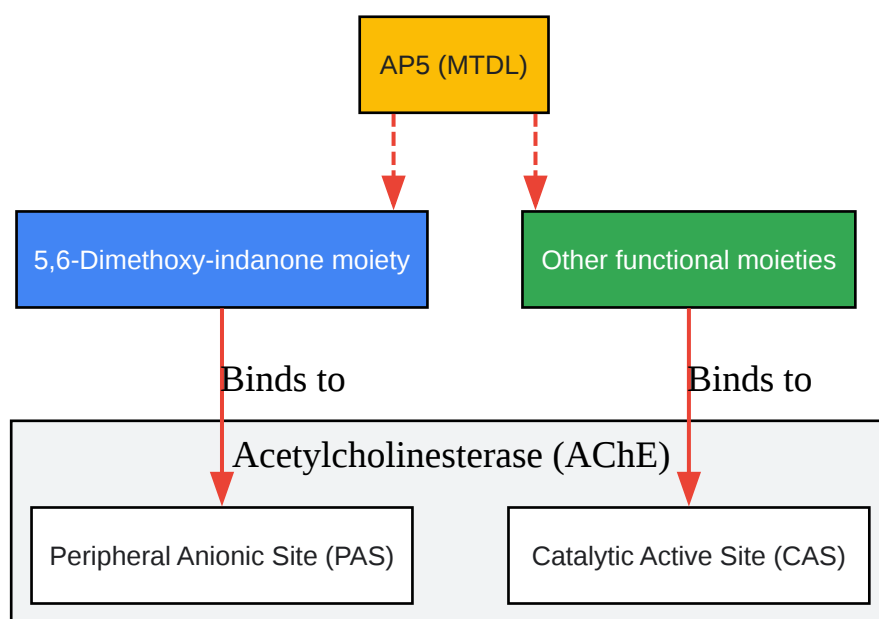 AP5 (MTDL)
5,6-Dimethoxy-indanone moiety
Other functional moieties
Binds to
Binds to
Acetylcholinesterase (AChE)
Peripheral Anionic Site (PAS)
Catalytic Active Site (CAS)